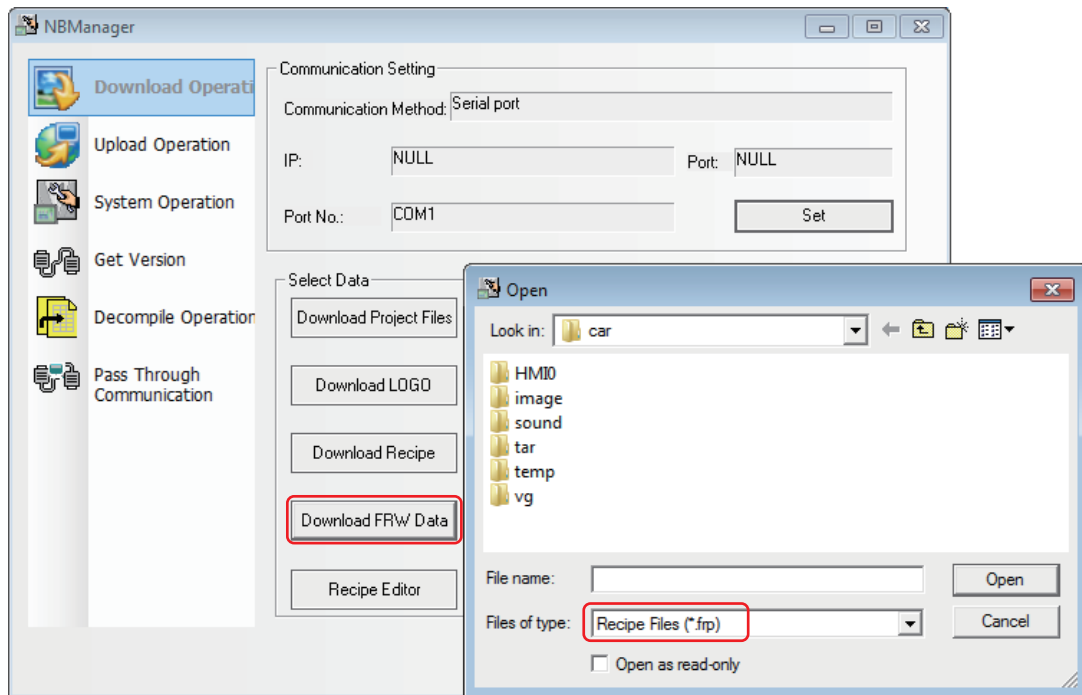 NBManager
Download Operati
Upload Operation
System Operation
Get Version
Decompile Operation
Pass Through
Communication
Communication Setting
Communication Method: Serial port
IP: NULL Port: NULL
Port No.: COM1 Set
Select Data
Download Project Files
Download LOGO
Download Recipe
Download FRW Data
Recipe Editor
Open
Look in: car
HMI0
image
sound
tar
temp
vg
File name: Open
Files of type: Recipe Files (*.frp) Cancel
Open as read-only